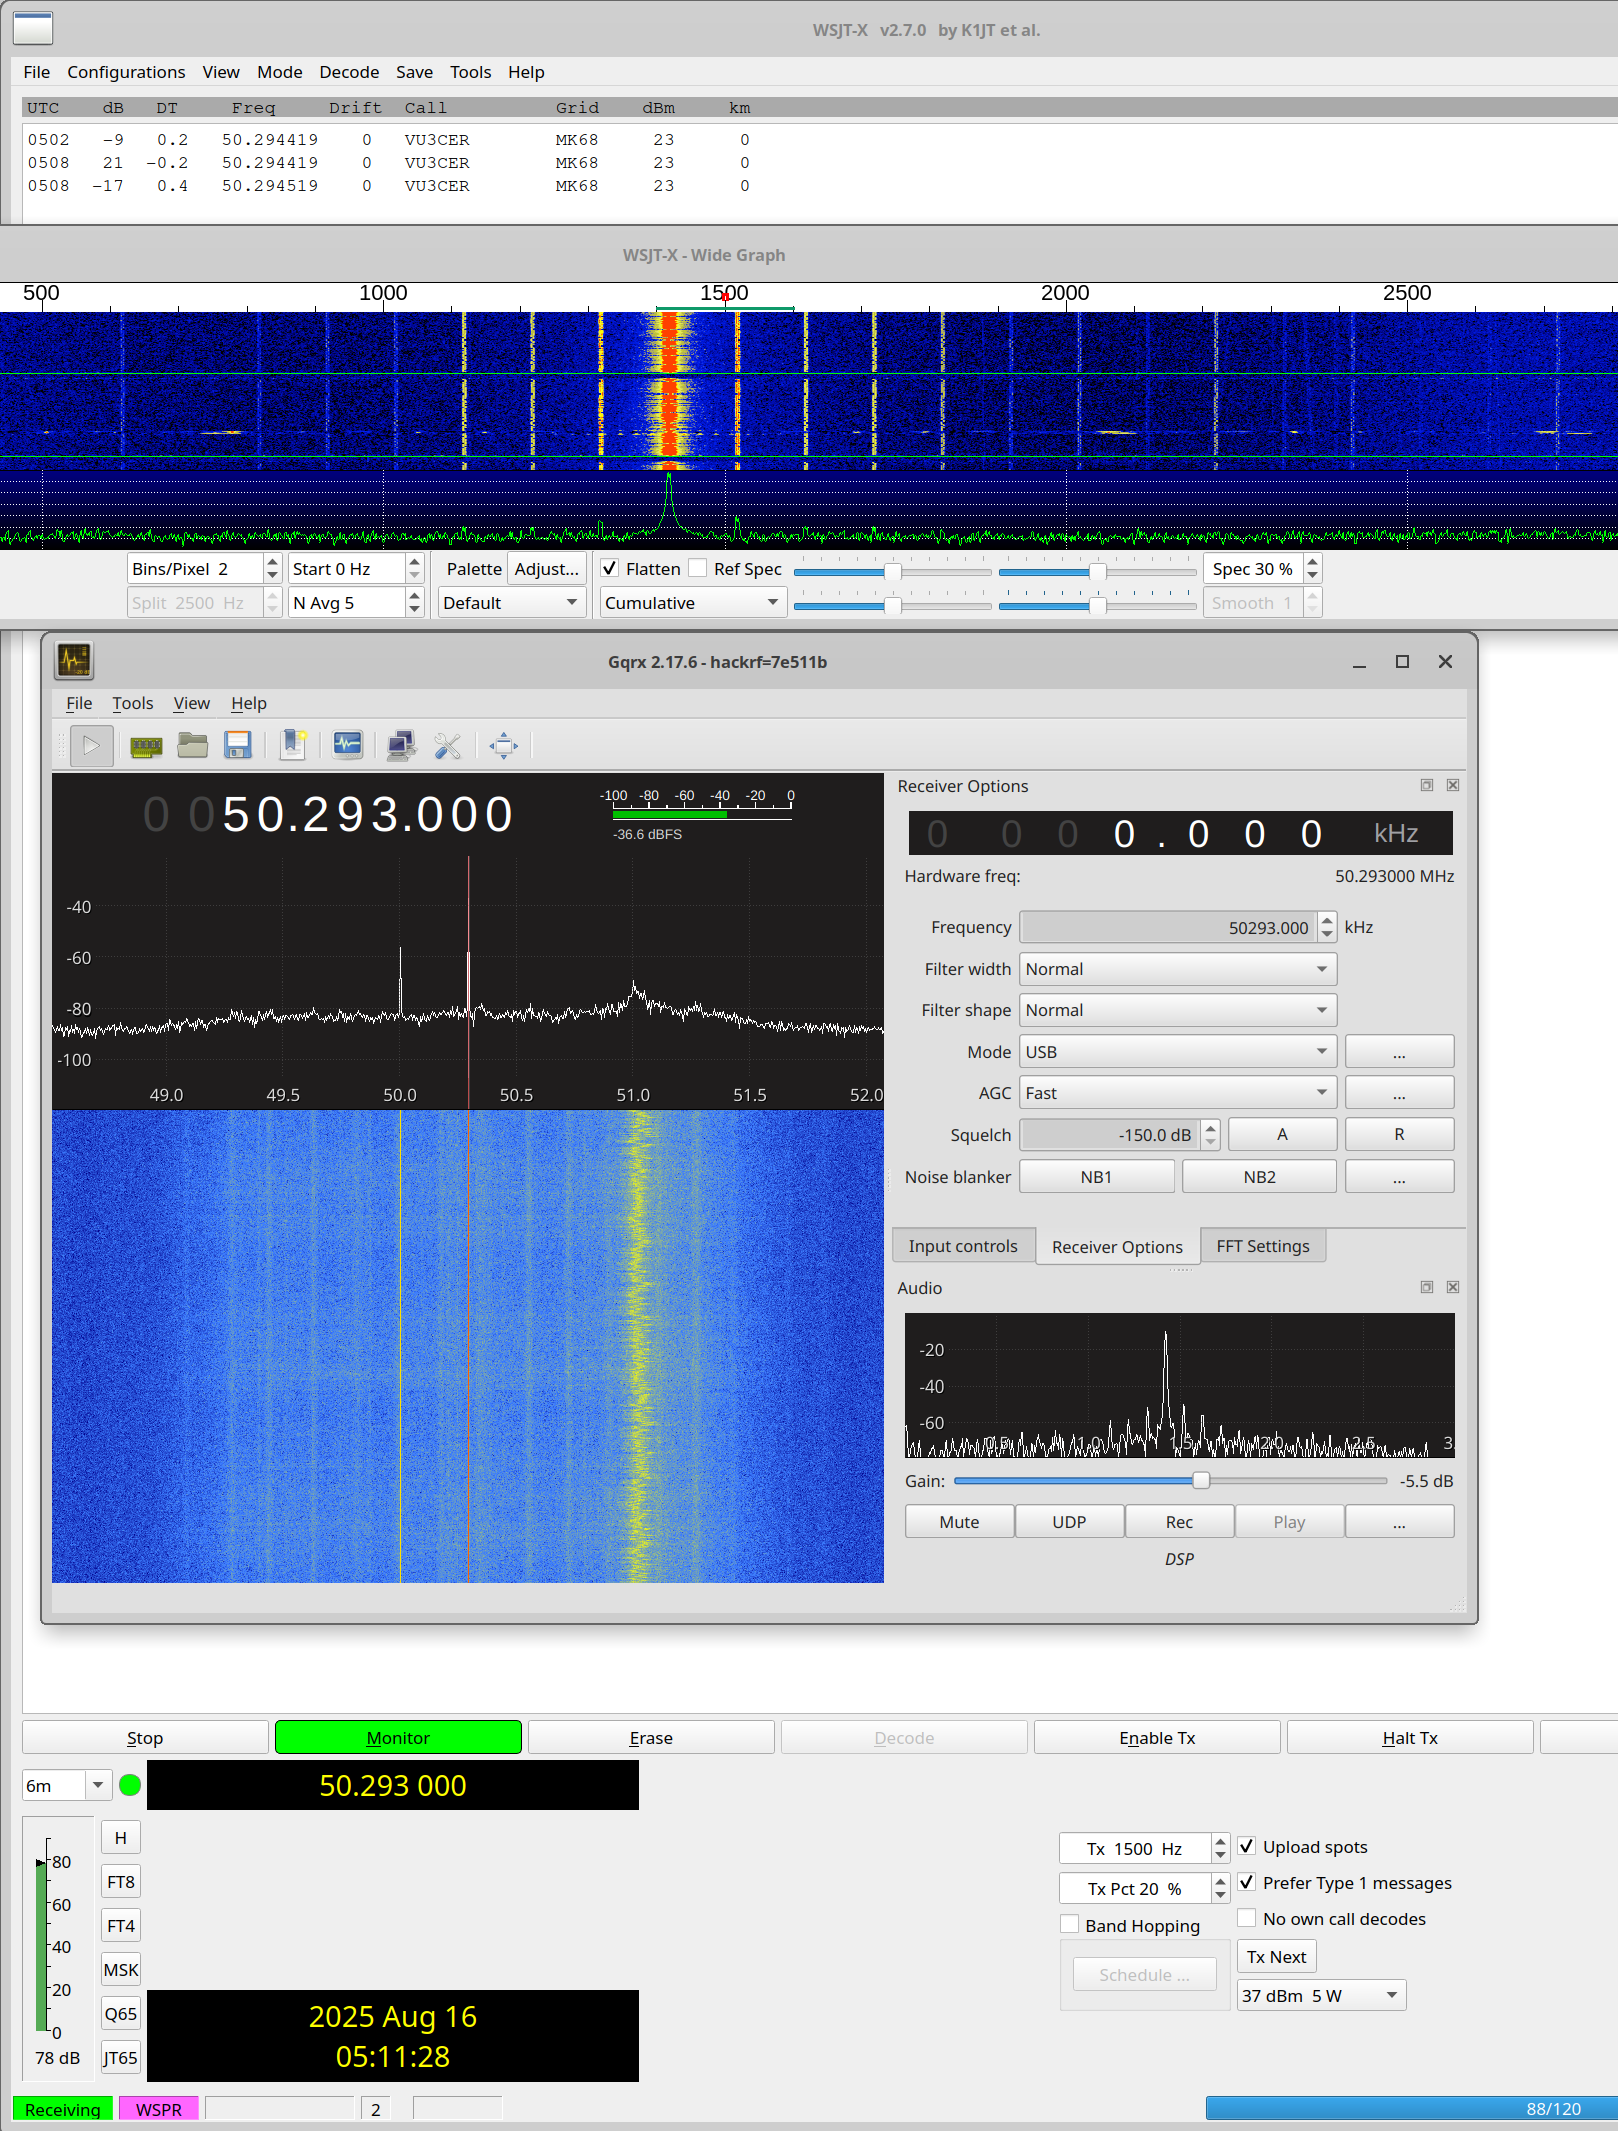 WSJT-X v2.7.0 by K1JT et al.
File Configurations View Mode Decode Save Tools Help
UTC dB DT Freq Drift Call Grid dBm km
0502 -9 0.2 50.294419 0 VU3CER MK68 23 0
0508 21 -0.2 50.294419 0 VU3CER MK68 23 0
0508 -17 0.4 50.294519 0 VU3CER MK68 23 0
WSJT-X - Wide Graph
500 1000 1500 2000 2500
Bins/Pixel 2 Start 0 Hz Palette Adjust... Flatten Ref Spec Spec 30 %
Split 2500 Hz N Avg 5 Default Cumulative Smooth 1
Gqrx 2.17.6 - hackrf=7e511b
File Tools View Help
0 050.293.000
-100 -80 -60 -40 -20 0
-36.6 dBFS
-40
-60
-80
-100
49.0 49.5 50.0 50.5 51.0 51.5 52.0
Receiver Options
0 0 0 0.000 kHz
Hardware freq: 50.293000 MHz
Frequency 50293.000 kHz
Filter width Normal
Filter shape Normal
Mode USB ...
AGC Fast ...
Squelch -150.0 dB A R
Noise blanker NB1 NB2 ...
Input controls Receiver Options FFT Settings
Audio
-20
-40
-60
0.5 1.0 1.5 2.0 2.5 3.
Gain: -5.5 dB
Mute UDP Rec Play ...
DSP
Stop Monitor Erase Decode Enable Tx Halt Tx
6m 50.293 000
H
FT8
FT4
MSK
Q65
JT65
80
60
40
20
0
78 dB
Tx 1500 Hz Upload spots
Tx Pct 20 % Prefer Type 1 messages
Band Hopping No own call decodes
Schedule ... Tx Next
37 dBm 5 W
2025 Aug 16
05:11:28
Receiving WSPR 2 88/120